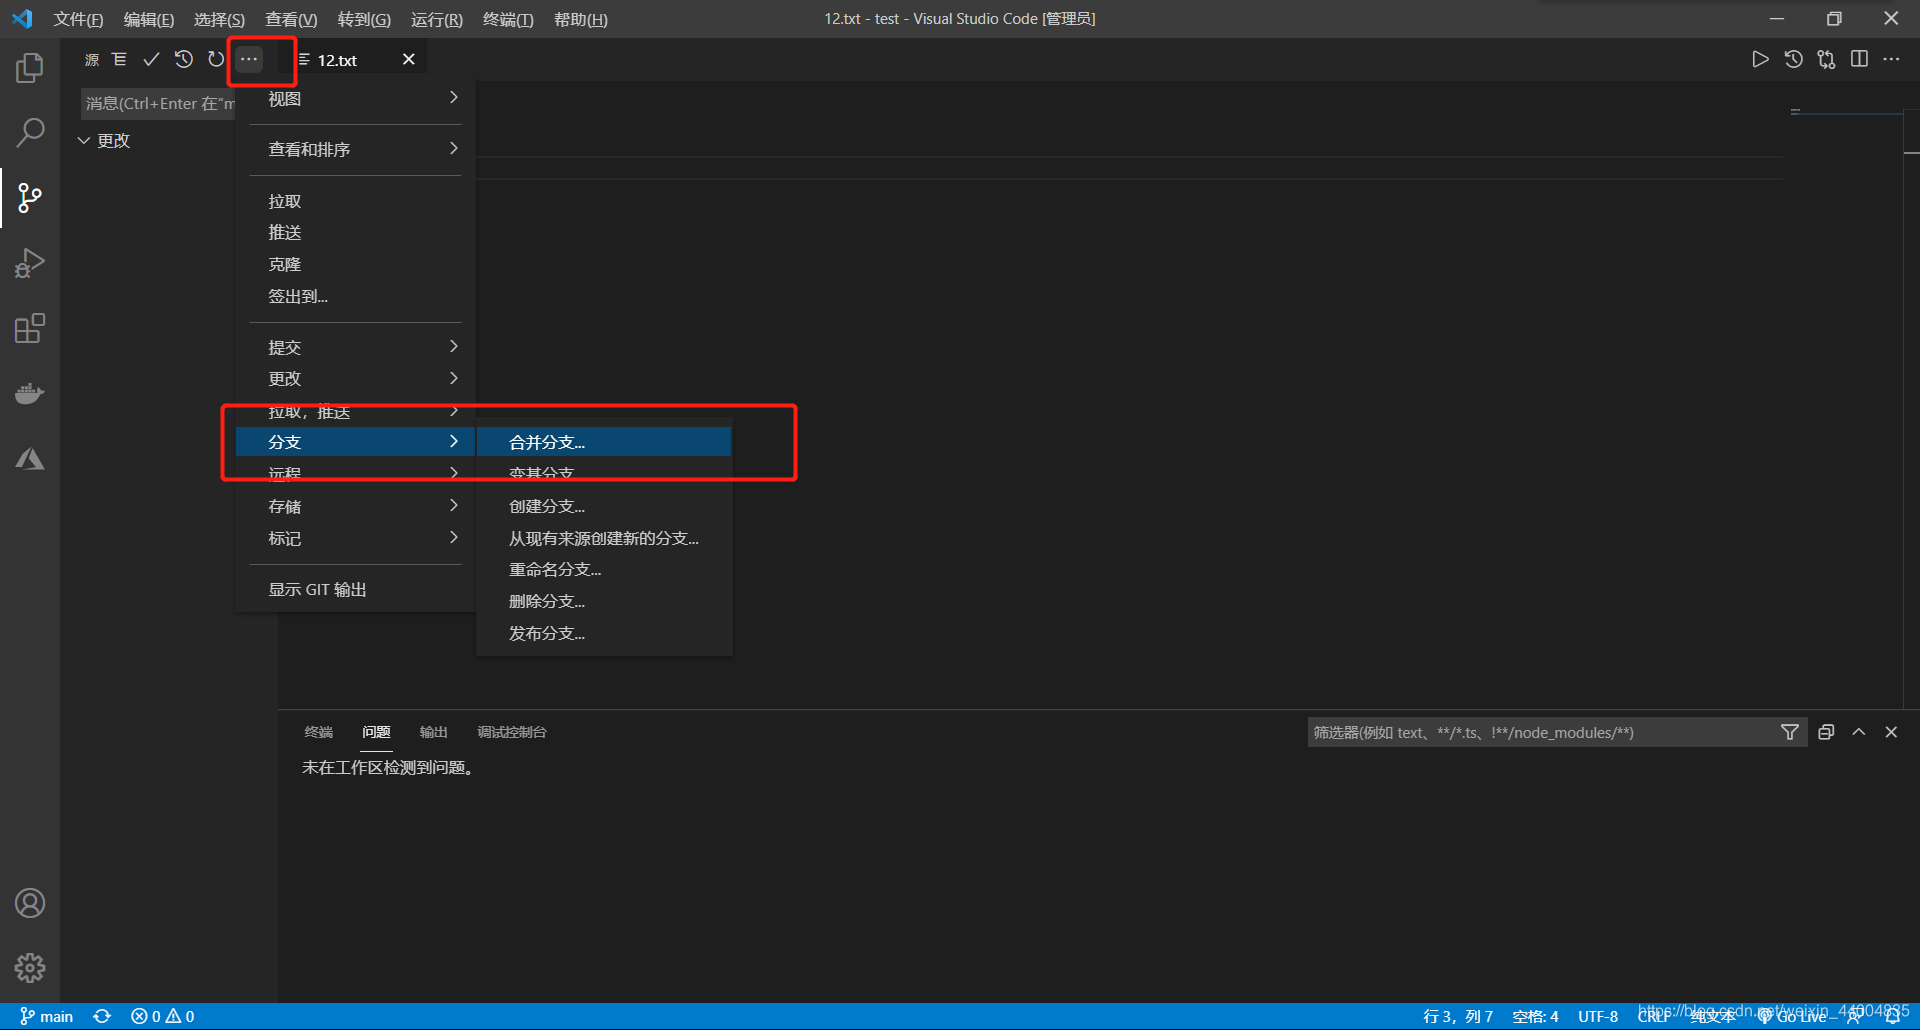 文件(F) 编辑(E) 选择(S) 查看(V) 转到(G) 运行(R) 终端(T) 帮助(H)
12.txt - test - Visual Studio Code [管理员]
源
12.txt
消息(Ctrl+Enter 在"m
更改
视图
查看和排序
拉取
推送
克隆
签出到...
提交
更改
拉取，推送
分支
远程
存储
标记
显示 GIT 输出
合并分支...
变基分支
创建分支...
从现有来源创建新的分支...
重命名分支...
删除分支...
发布分支...
终端 问题 输出 调试控制台
筛选器(例如 text、**/*.ts、!**/node_modules/**)
未在工作区检测到问题。
main
0 0
行 3，列 7 空格: 4 UTF-8 CRLF 纯文本 Go Live
https://blog.csdn.net/weixin_44004835